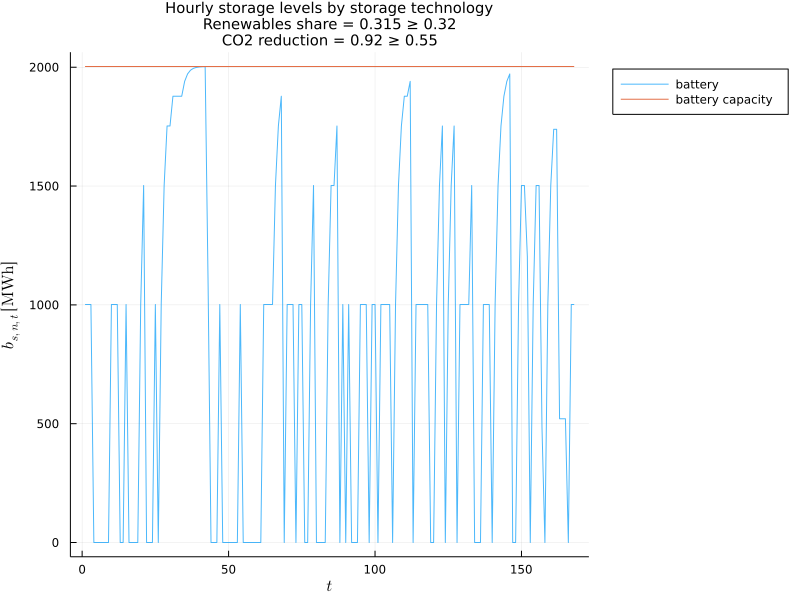 Hourly storage levels by storage technology
Renewables share = 0.315 ≥ 0.32
CO2 reduction = 0.92 ≥ 0.55
battery
battery capacity
b_{s,n,t} [MWh]
2000
1500
1000
500
0
0 50 100 150
t